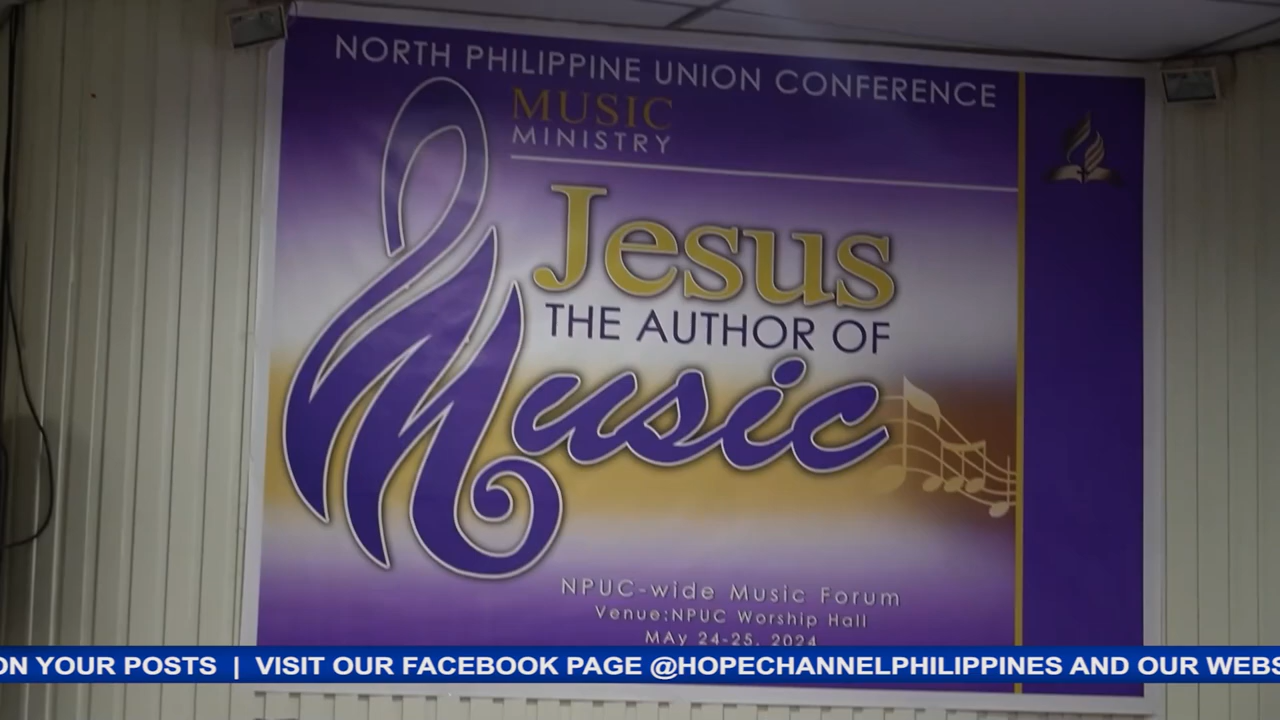 NORTH PHILIPPINE UNION CONFERENCE
MUSIC
MINISTRY
Jesus
THE AUTHOR OF
Music
NPUC-wide Music Forum
Venue:NPUC Worship Hall
MAy 24-25, 2024
ON YOUR POSTS | VISIT OUR FACEBOOK PAGE @HOPECHANNELPHILIPPINES AND OUR WEBS